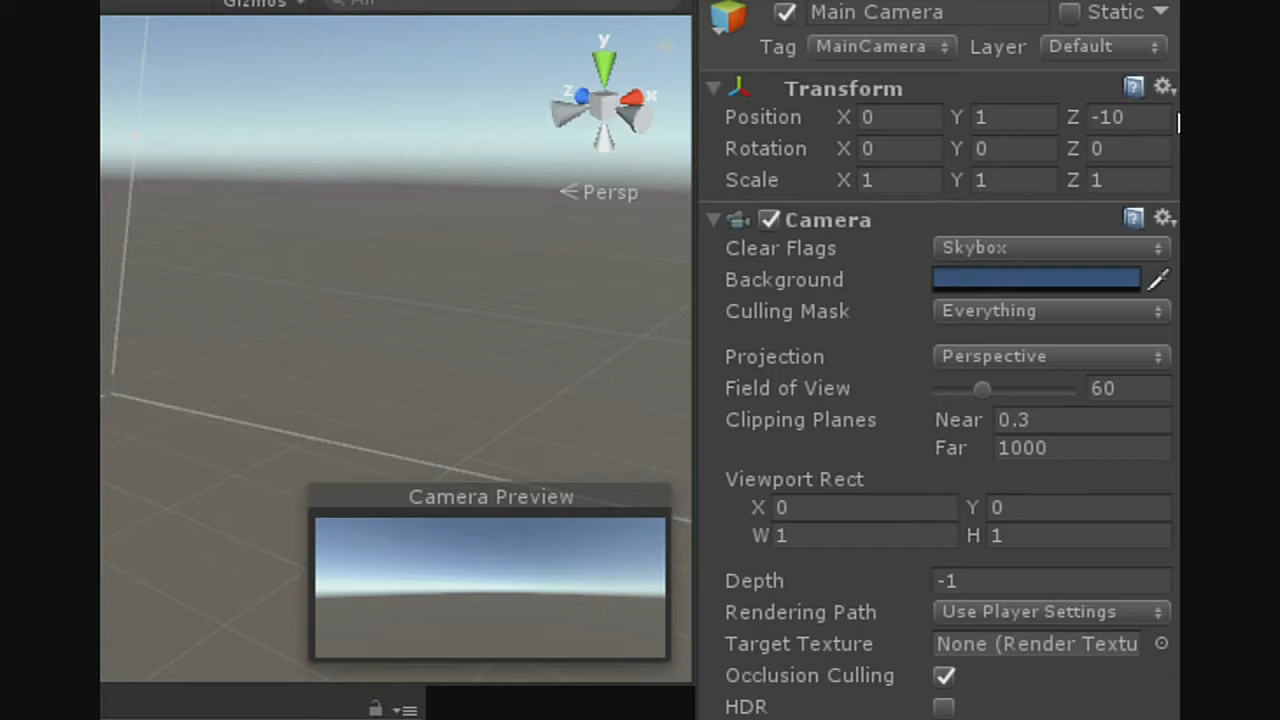 Gizmos All
Main Camera Static
Tag MainCamera Layer Default
y
z x
Persp
Transform
Position X 0 Y 1 Z -10
Rotation X 0 Y 0 Z 0
Scale X 1 Y 1 Z 1
Camera
Clear Flags Skybox
Background
Culling Mask Everything
Projection Perspective
Field of View 60
Clipping Planes Near 0.3
Far 1000
Viewport Rect
X 0 Y 0
W 1 H 1
Depth -1
Rendering Path Use Player Settings
Target Texture None (Render Textu
Occlusion Culling
HDR
Camera Preview